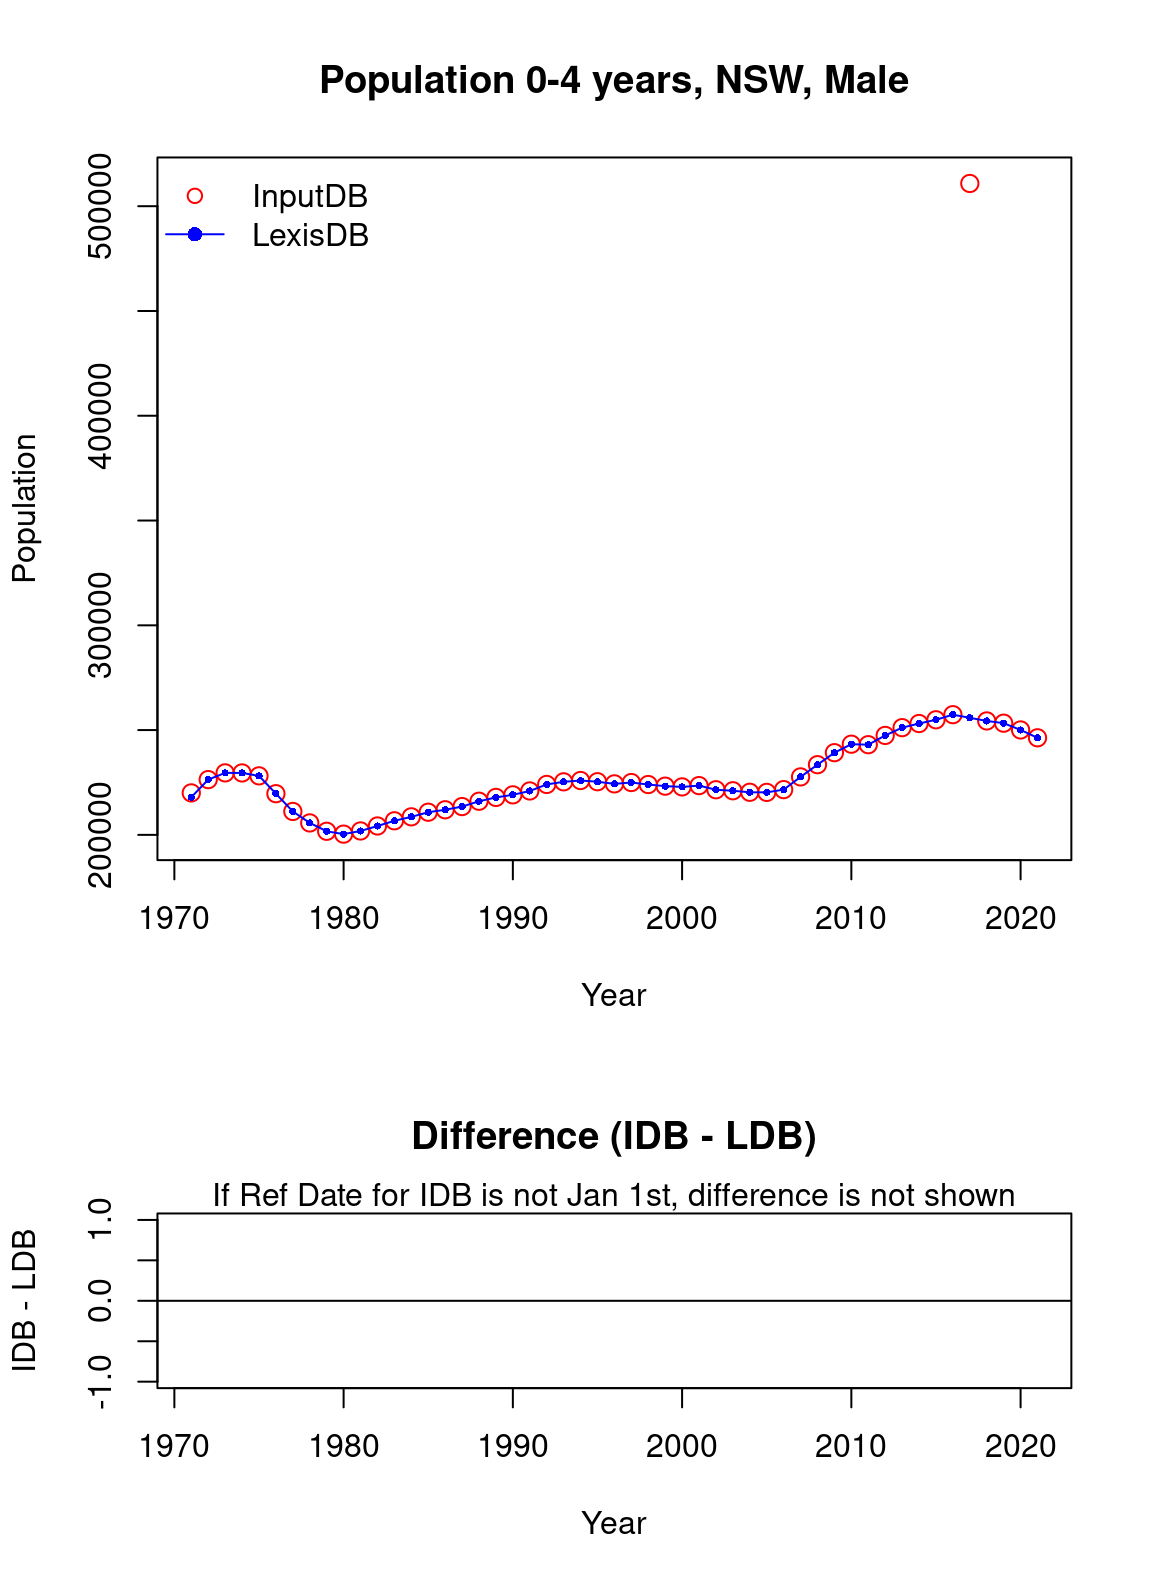 Population 0-4 years, NSW, Male
InputDB
LexisDB
500000
400000
300000
200000
Population
1970 1980 1990 2000 2010 2020
Year
Difference (IDB - LDB)
If Ref Date for IDB is not Jan 1st, difference is not shown
1.0
0.0
-1.0
IDB - LDB
1970 1980 1990 2000 2010 2020
Year